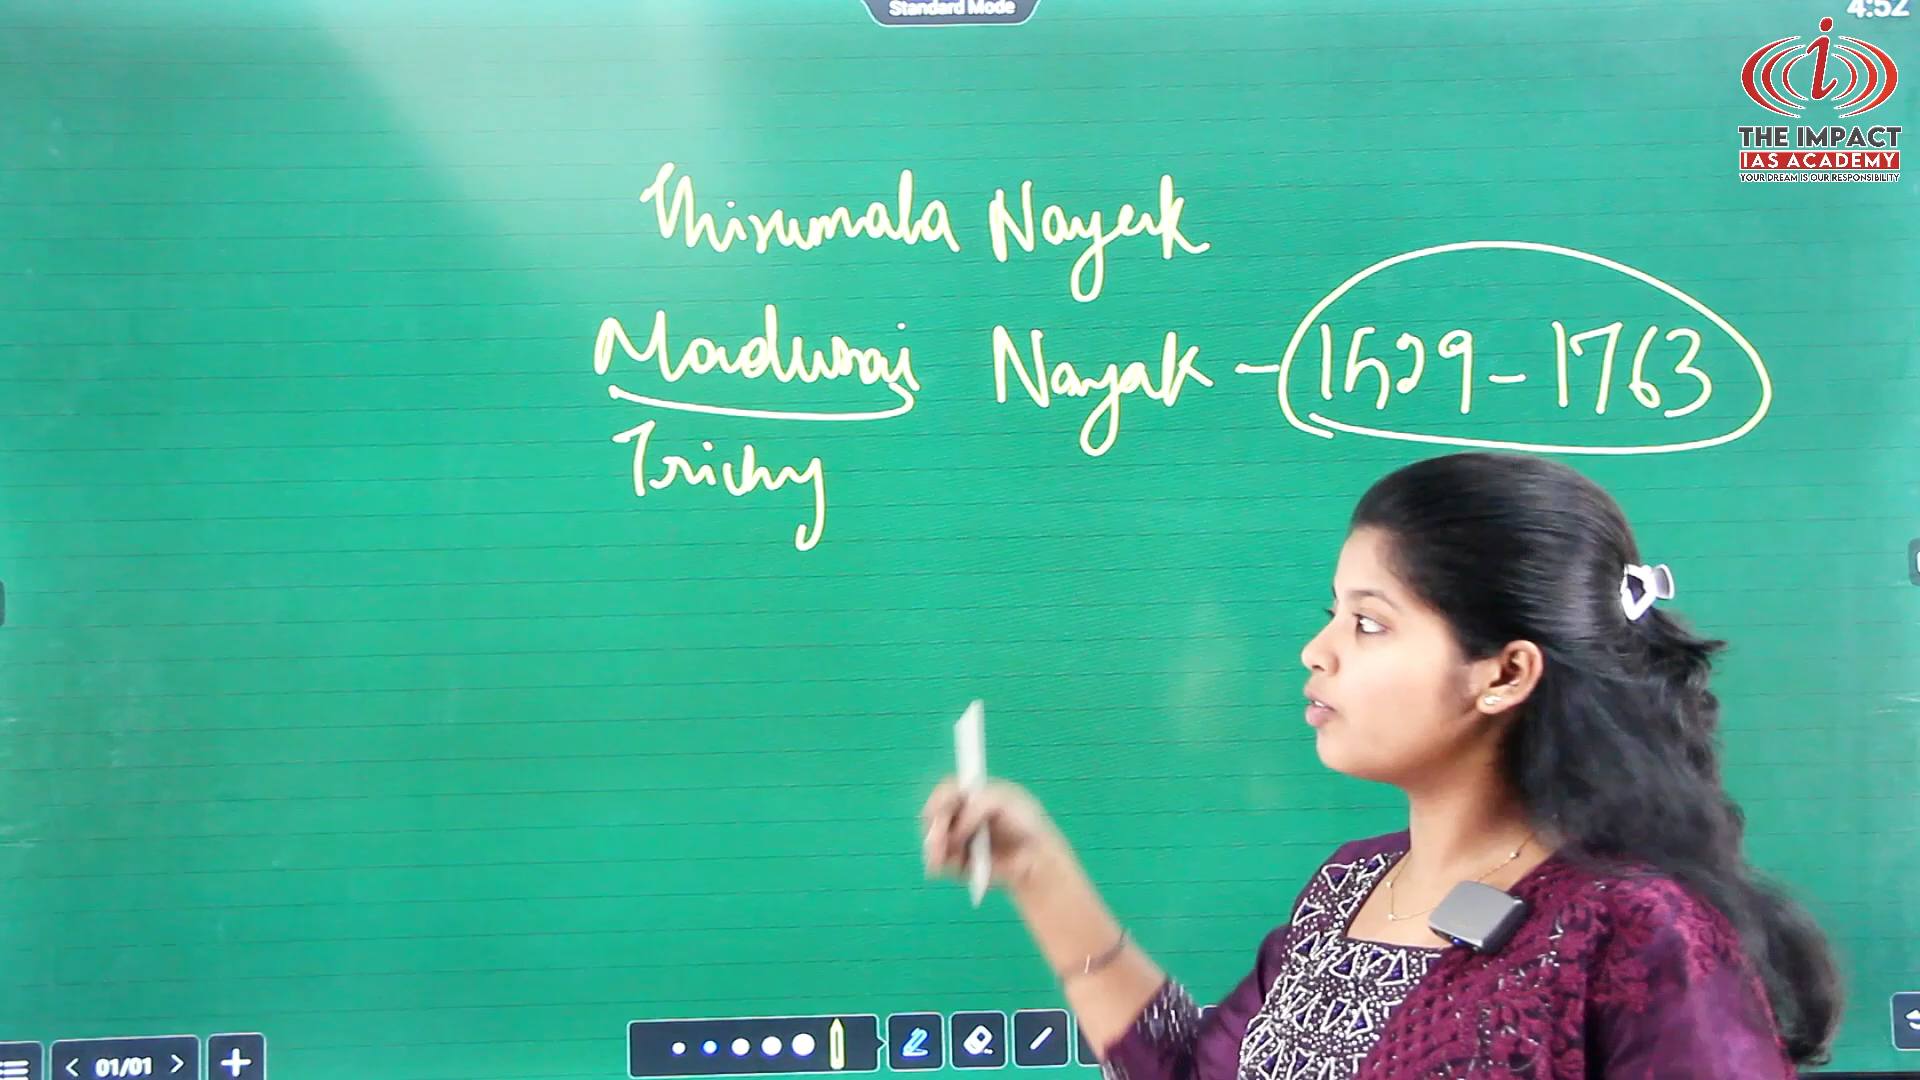 Standard Mode
4:52
i
THE IMPACT
IAS ACADEMY
YOUR DREAM IS OUR RESPONSIBILITY
Thirumala Nayak
Madurai Nayak - 1529 - 1763
Trichy
01/01